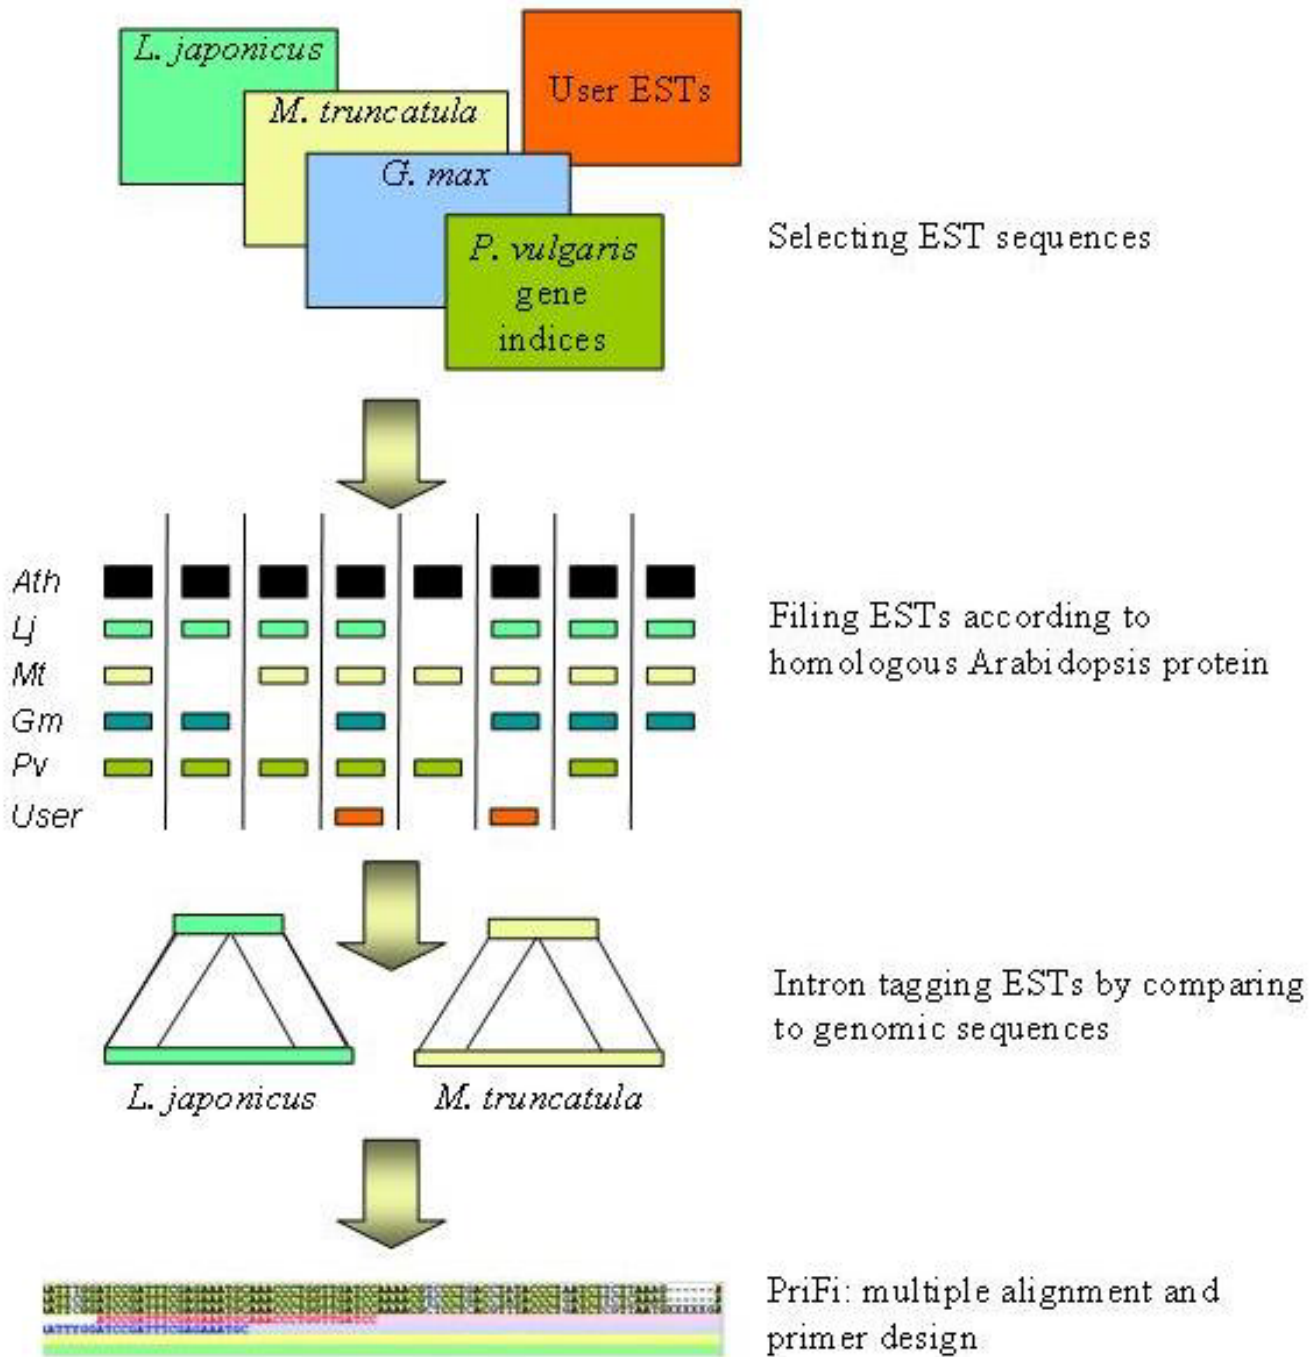 L. japonicus
User ESTs
M. truncatula
G. max
P. vulgaris
gene
indices
Selecting EST sequences
Ath
Lj
Mt
Gm
Pv
User
Filing ESTs according to
homologous Arabidopsis protein
Intron tagging ESTs by comparing
to genomic sequences
L. japonicus
M. truncatula
PriFi: multiple alignment and
primer design